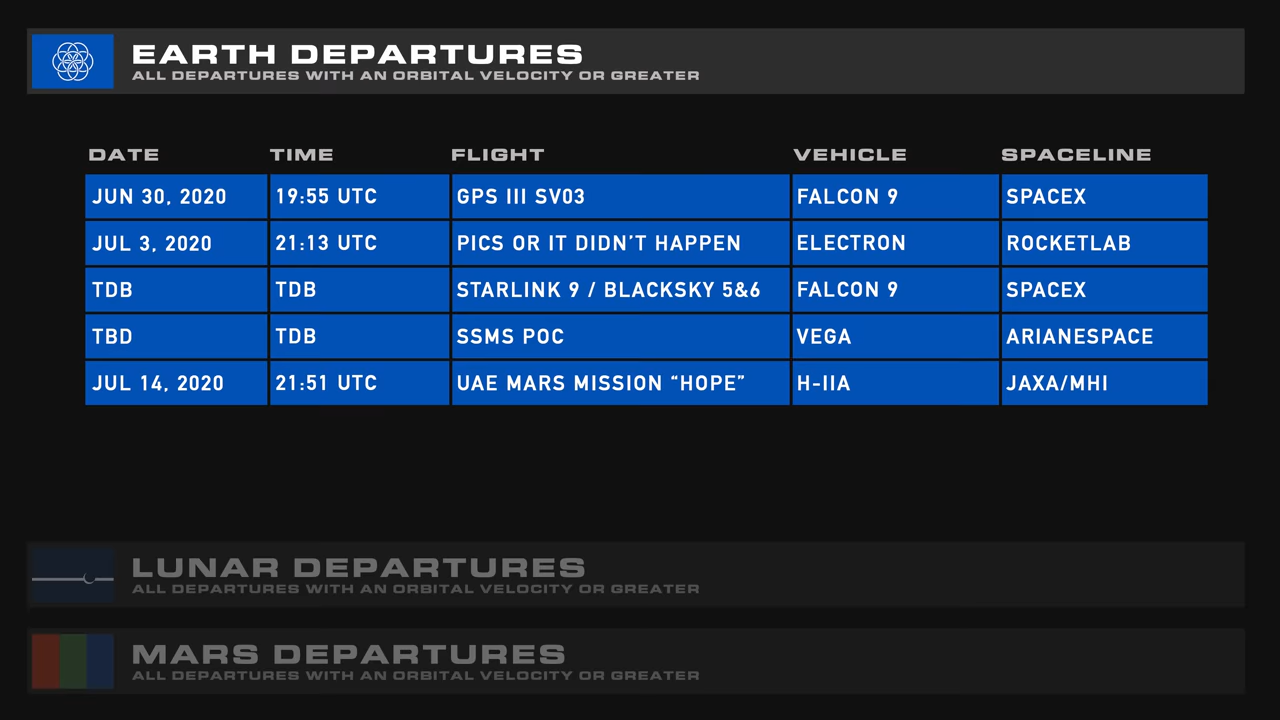 EARTH DEPARTURES
ALL DEPARTURES WITH AN ORBITAL VELOCITY OR GREATER
DATE TIME FLIGHT VEHICLE SPACELINE
JUN 30, 2020 19:55 UTC GPS III SV03 FALCON 9 SPACEX
JUL 3, 2020 21:13 UTC PICS OR IT DIDN'T HAPPEN ELECTRON ROCKETLAB
TDB TDB STARLINK 9 / BLACKSKY 5&6 FALCON 9 SPACEX
TBD TDB SSMS POC VEGA ARIANESPACE
JUL 14, 2020 21:51 UTC UAE MARS MISSION “HOPE” H-IIA JAXA/MHI
LUNAR DEPARTURES
ALL DEPARTURES WITH AN ORBITAL VELOCITY OR GREATER
MARS DEPARTURES
ALL DEPARTURES WITH AN ORBITAL VELOCITY OR GREATER